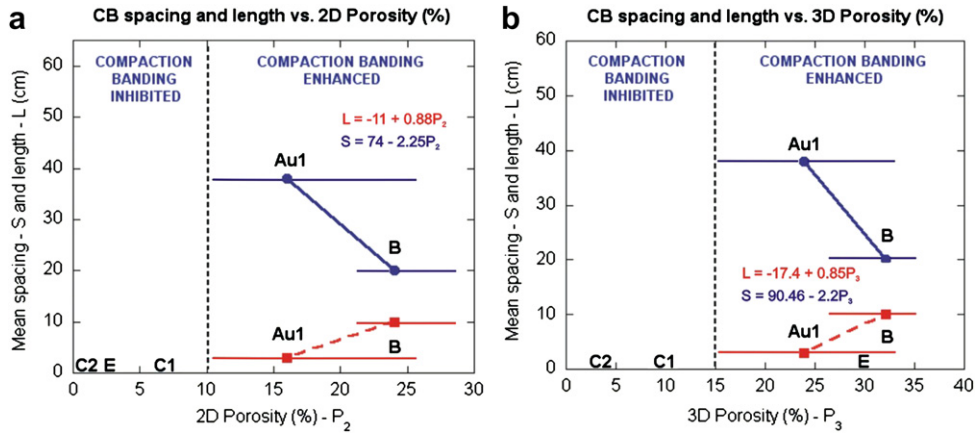 a
CB spacing and length vs. 2D Porosity (%)
Mean spacing - S and length - L (cm)
60
50
40
30
20
10
0
COMPACTION
BANDING
INHIBITED
COMPACTION BANDING
ENHANCED
L = -11 + 0.88P₂
S = 74 - 2.25P₂
Au1
B
Au1
B
C2 E C1
0 5 10 15 20 25 30
2D Porosity (%) - P₂
b
CB spacing and length vs. 3D Porosity (%)
Mean spacing - S and length - L (cm)
60
50
40
30
20
10
0
COMPACTION
BANDING
INHIBITED
COMPACTION BANDING
ENHANCED
Au1
B
L = -17.4 + 0.85P₃
S = 90.46 - 2.2P₃
Au1
B
C2 C1 E
0 5 10 15 20 25 30 35 40
3D Porosity (%) - P₃